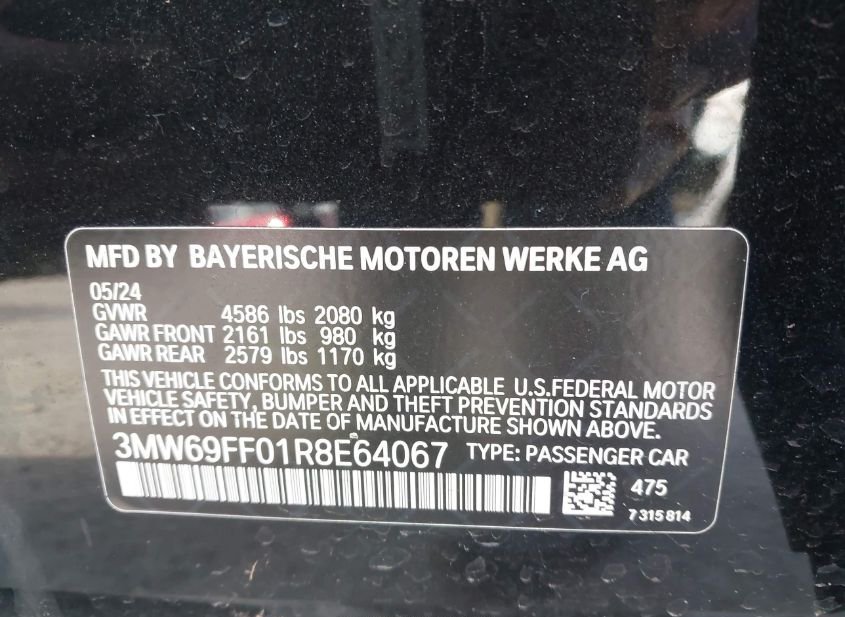 MFD BY BAYERISCHE MOTOREN WERKE AG
05/24
GVWR 4586 lbs 2080 kg
GAWR FRONT 2161 lbs 980 kg
GAWR REAR 2579 lbs 1170 kg
THIS VEHICLE CONFORMS TO ALL APPLICABLE U.S.FEDERAL MOTOR
VEHICLE SAFETY, BUMPER AND THEFT PREVENTION STANDARDS
IN EFFECT ON THE DATE OF MANUFACTURE SHOWN ABOVE.
3MW69FF01R8E64067 TYPE: PASSENGER CAR
475
7 315 814